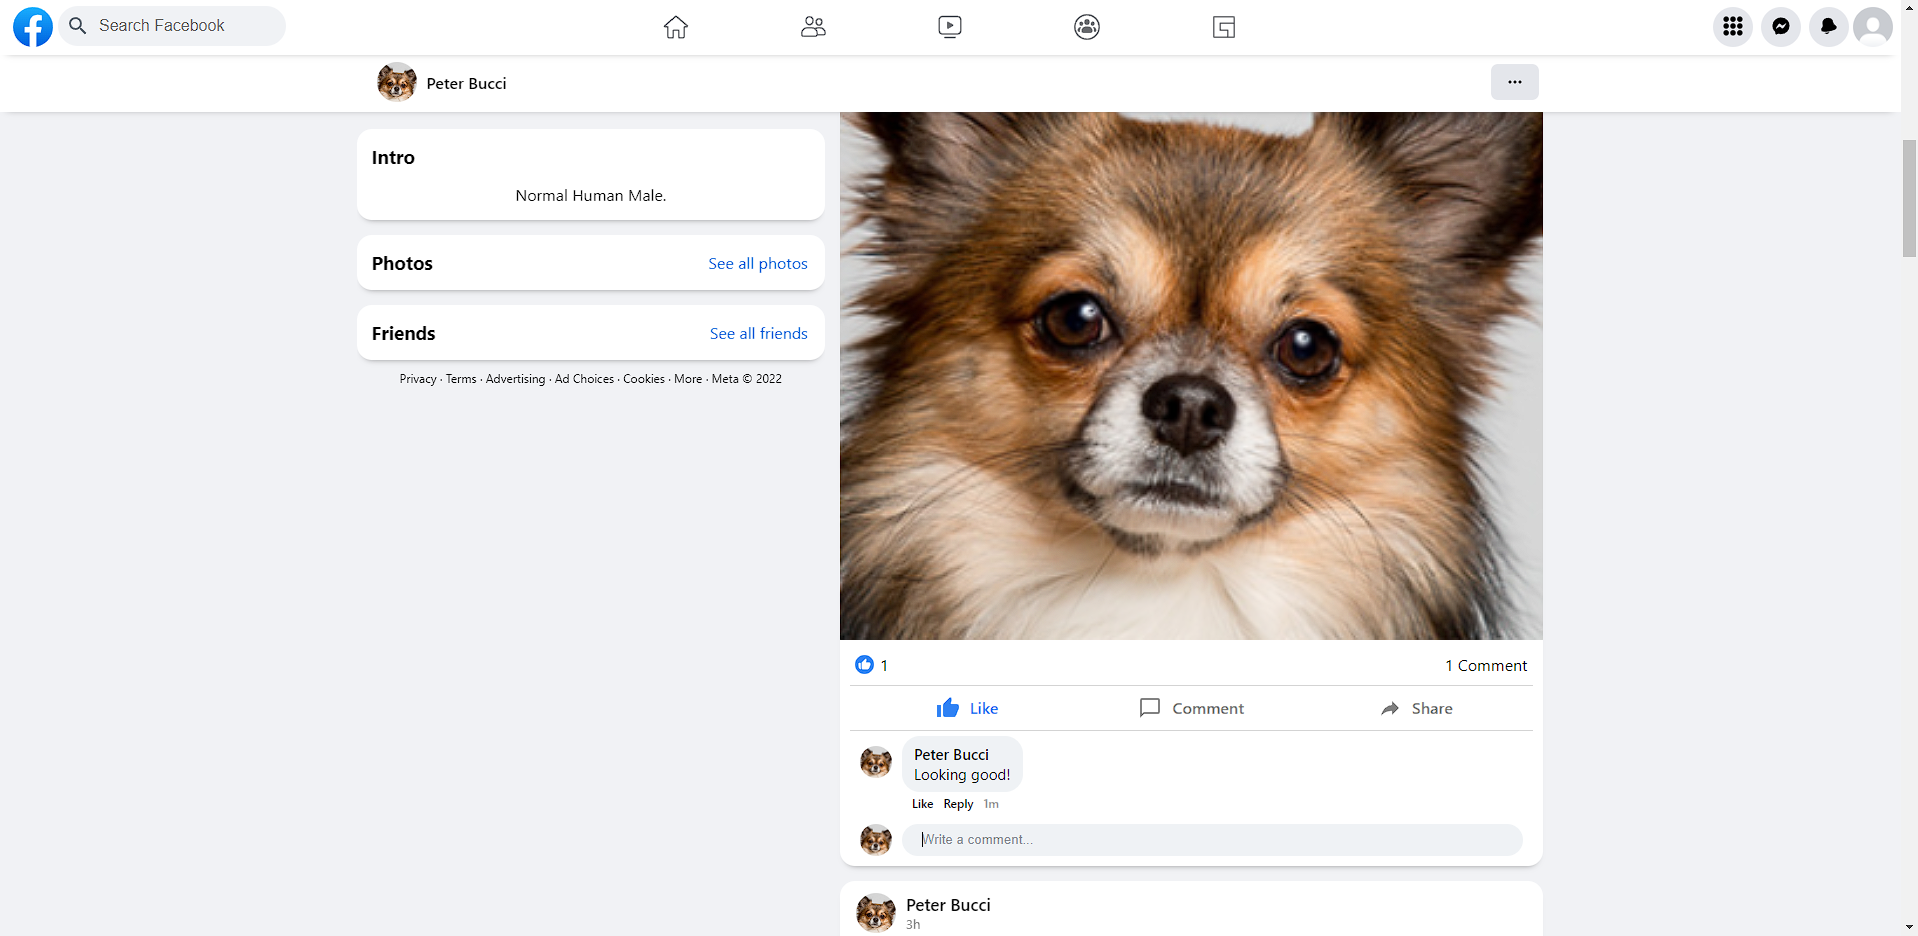 Search Facebook
Peter Bucci
Intro
Normal Human Male.
Photos
See all photos
Friends
See all friends
Privacy · Terms · Advertising · Ad Choices · Cookies · More · Meta © 2022
1
1 Comment
Like
Comment
Share
Peter Bucci
Looking good!
Like Reply 1m
Write a comment...
Peter Bucci
3h